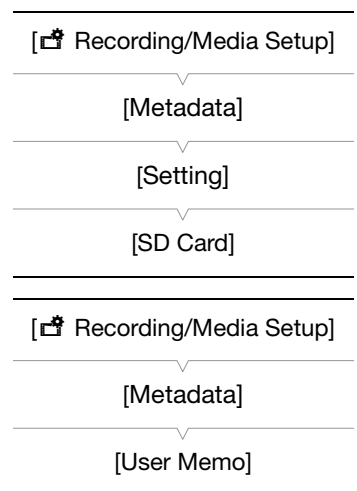 [ Recording/Media Setup]
[Metadata]
[Setting]
[SD Card]
[ Recording/Media Setup]
[Metadata]
[User Memo]